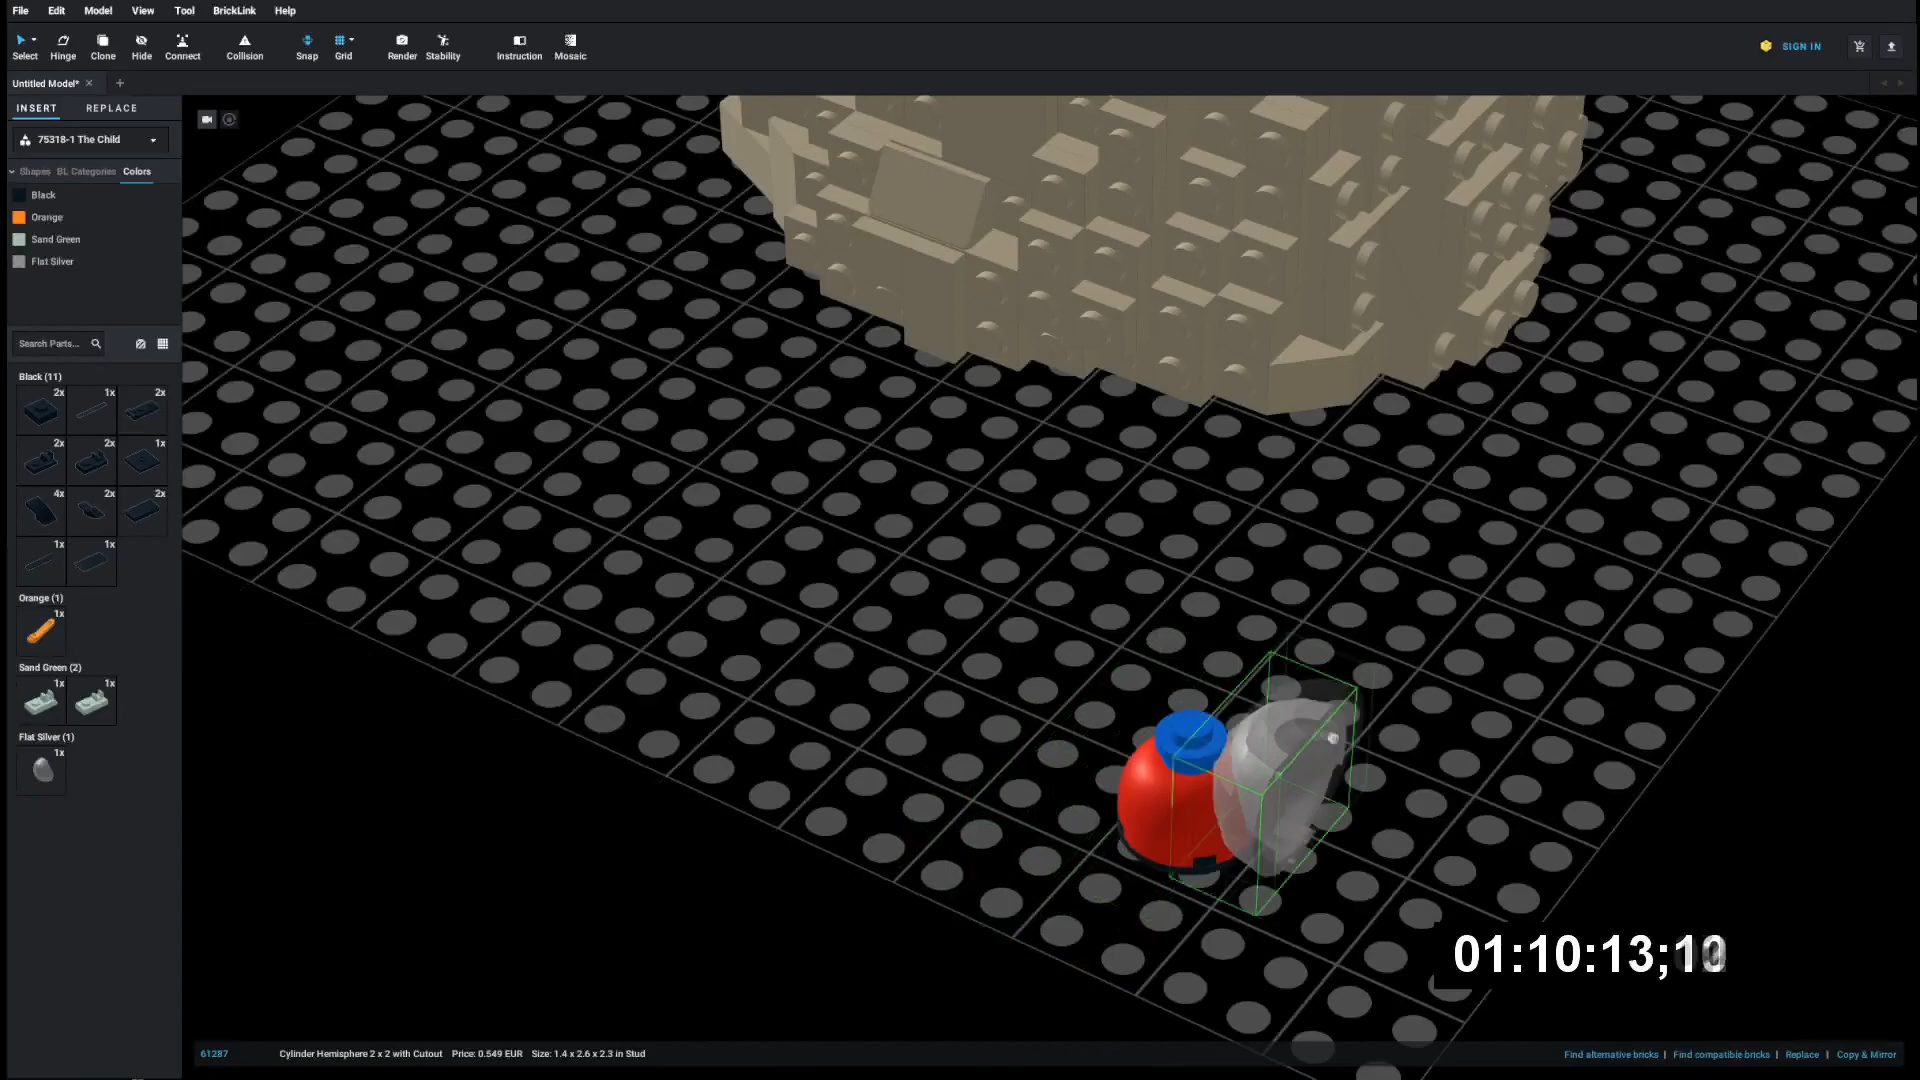 File Edit Model View Tool BrickLink Help
Select Hinge Clone Hide Connect Collision Snap Grid Render Stability Instruction Mosaic
SIGN IN
Untitled Model*
INSERT REPLACE
75318-1 The Child
Shapes BL Categories Colors
Black
Orange
Sand Green
Flat Silver
Search Parts...
Black (11)
2x 1x 2x
2x 2x 1x
4x 2x 2x
1x 1x
Orange (1)
1x
Sand Green (2)
1x 1x
Flat Silver (1)
1x
61287 Cylinder Hemisphere 2 x 2 with Cutout Price: 0.549 EUR Size: 1.4 x 2.6 x 2.3 in Stud
Find alternative bricks | Find compatible bricks | Replace | Copy & Mirror